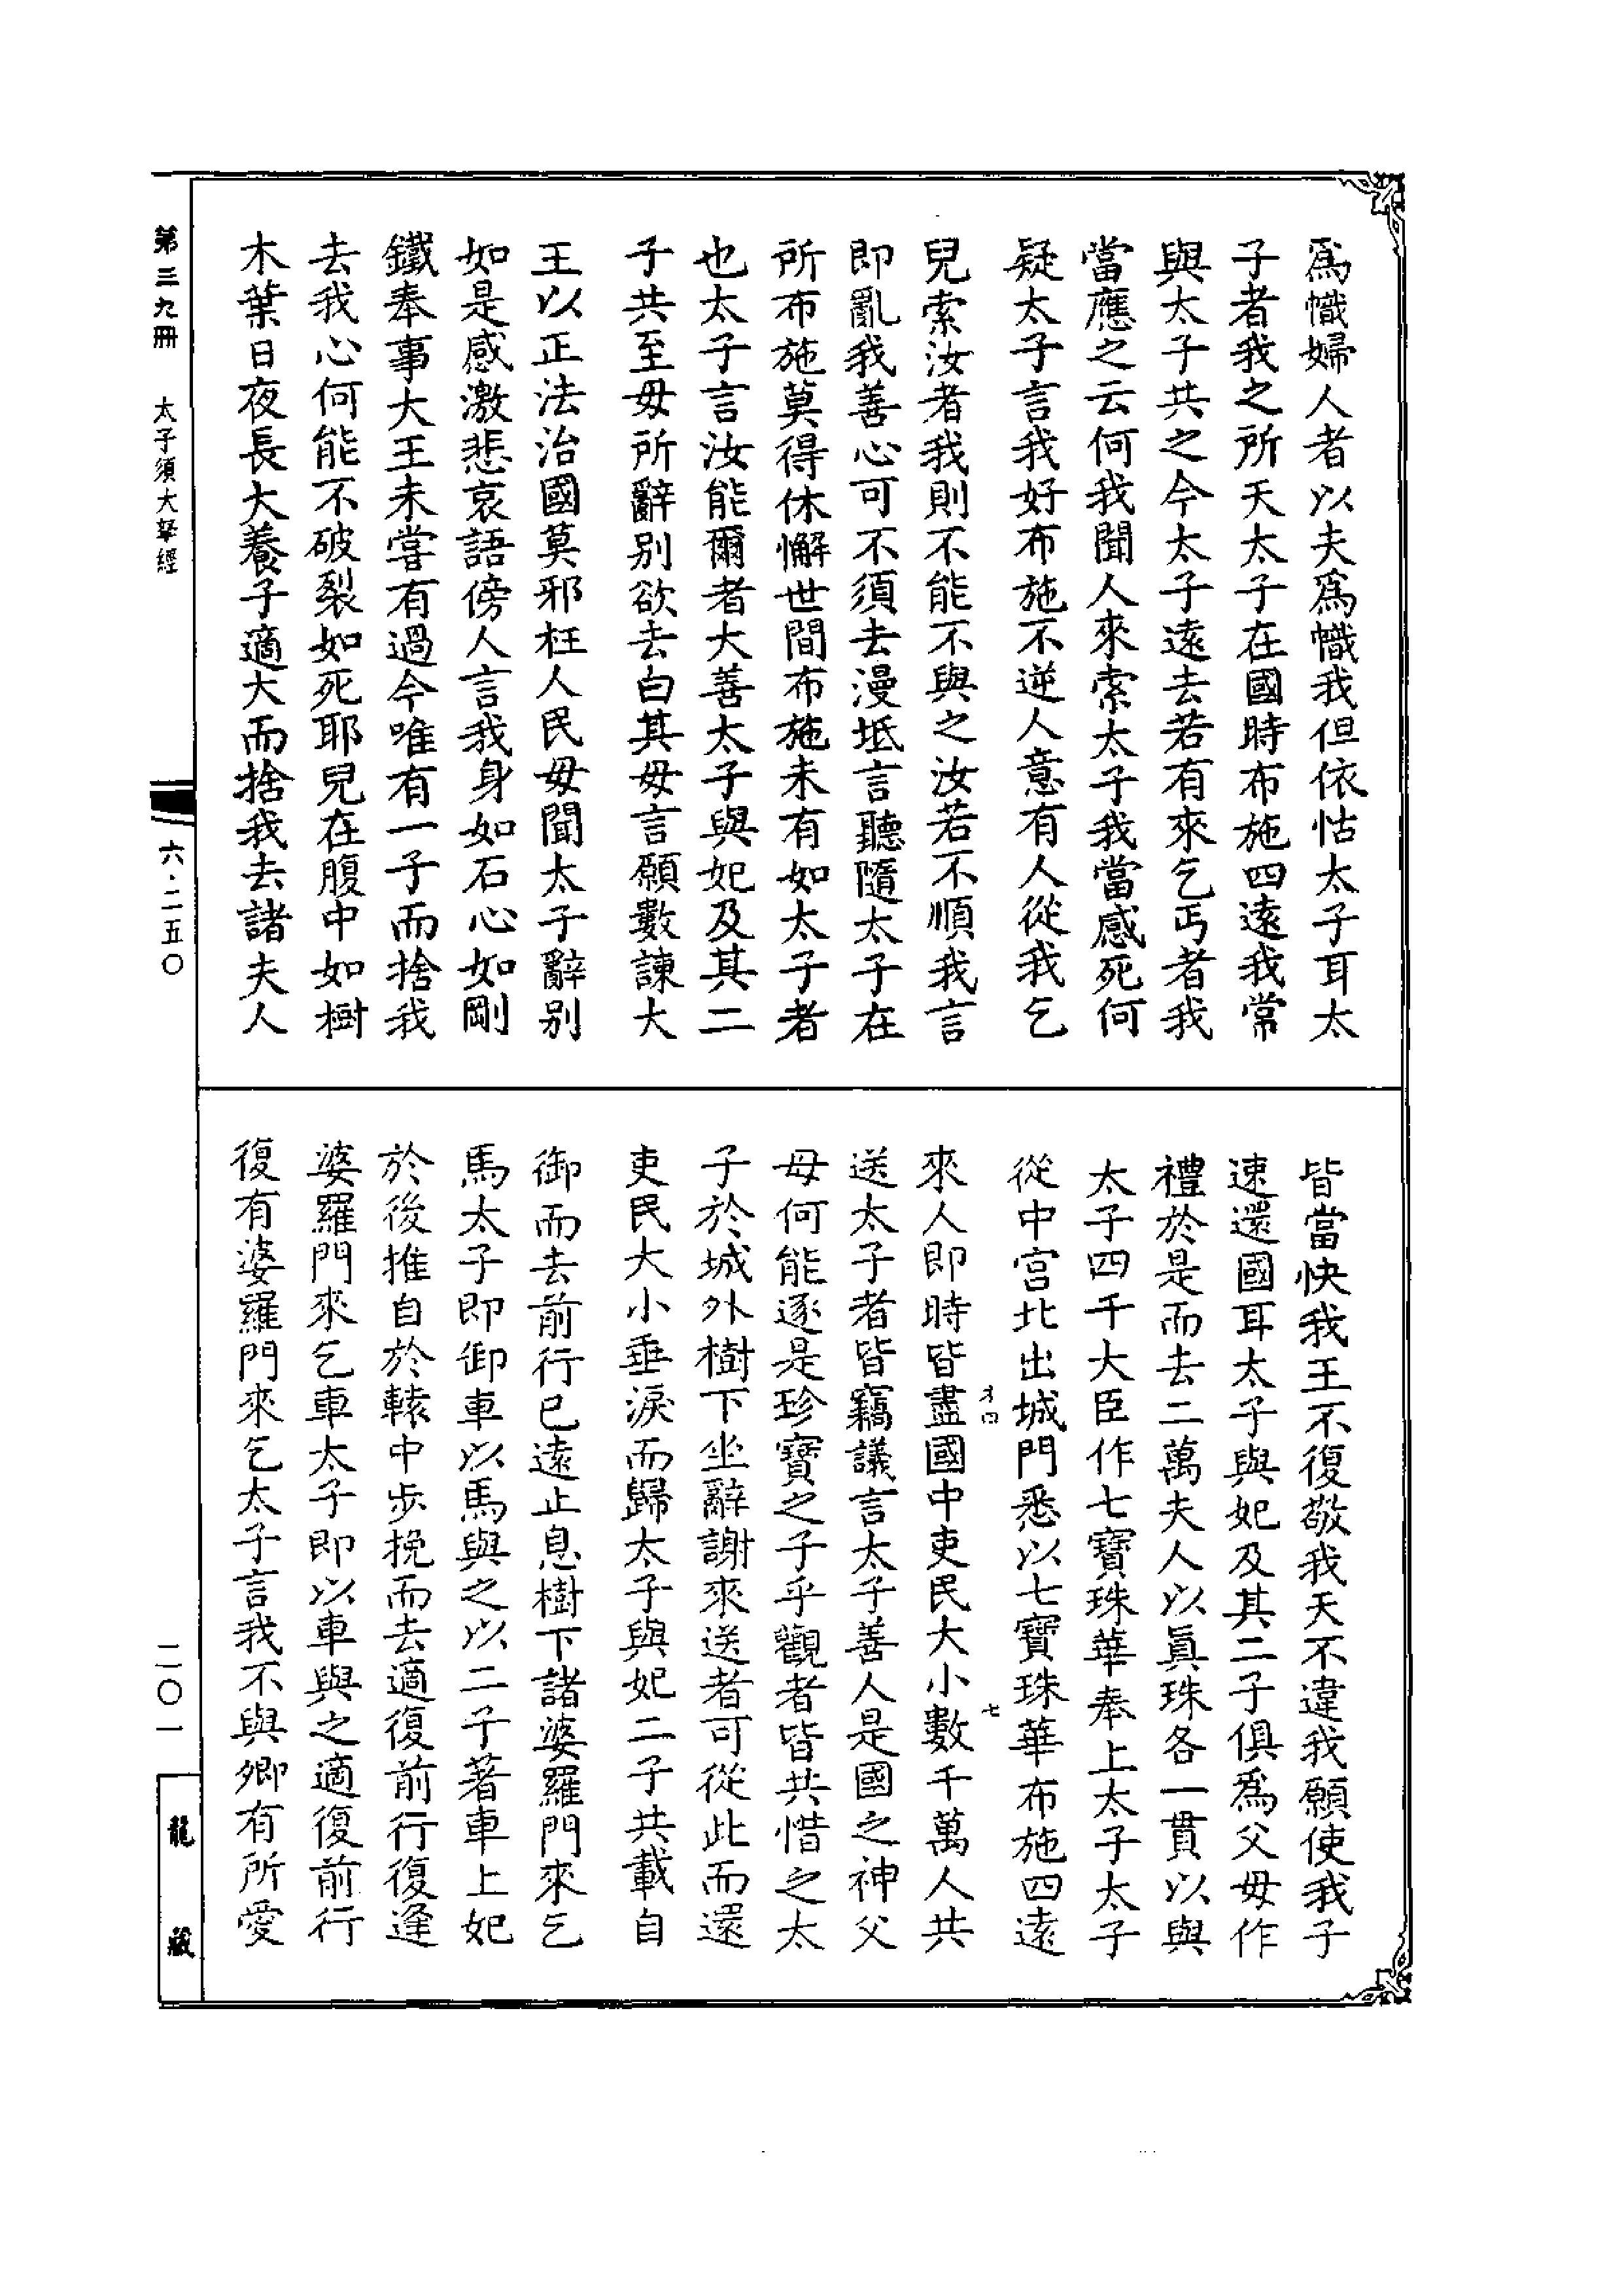 爲幟婦人者以夫爲幟我但依怙太子耳太
子者我之所天太子在國時布施四遠我常
與太子共之今太子遠去若有來乞丐者我
當應之云何我聞人來索太子我當感死何
疑太子言我好布施不逆人意有人從我乞
兒索汝者我則不能不與之汝若不順我言
即亂我善心可不須去漫坻言聽隨太子在
所布施莫得休懈世間布施未有如太子者
也太子言汝能爾者大善太子與妃及其二
子共至毋所辭别欲去白其毋言願數諫大
王以正法治國莫邪枉人民毋聞太子辭别
如是感激悲哀語傍人言我身如石心如剛
鐵奉事大王未嘗有過今唯有一子而捨我
去我心何能不破裂如死耶兒在腹中如樹
木葉日夜長大養子適大而捨我去諸夫人
皆當快我王不復敬我天不違我願使我子
速還國耳太子與妃及其二子俱爲父毋作
禮於是而去二萬夫人以眞珠各一貫以與
太子四千大臣作七寶珠華奉上太子太子
從中宫北出城門悉以七寶珠華布施四遠
七
來人即時皆盡國中吏民大小數千萬人共
送太子者皆竊議言太子善人是國之神父
母何能逐是珍寶之子乎觀者皆共惜之太
子於城外樹下坐辭謝來送者可從此而還
吏民大小垂淚而歸太子與妃二子共載自
御而去前行已遠止息樹下諸婆羅門來乞
馬太子即卸車以馬與之以二子著車上妃
於後推自於轅中步挽而去適復前行復逢
婆羅門來乞車太子即以車與之適復前行
復有婆羅門來乞太子言我不與卿有所愛
第三九冊 太子須大拏經
六·二五〇
二〇一
龍藏